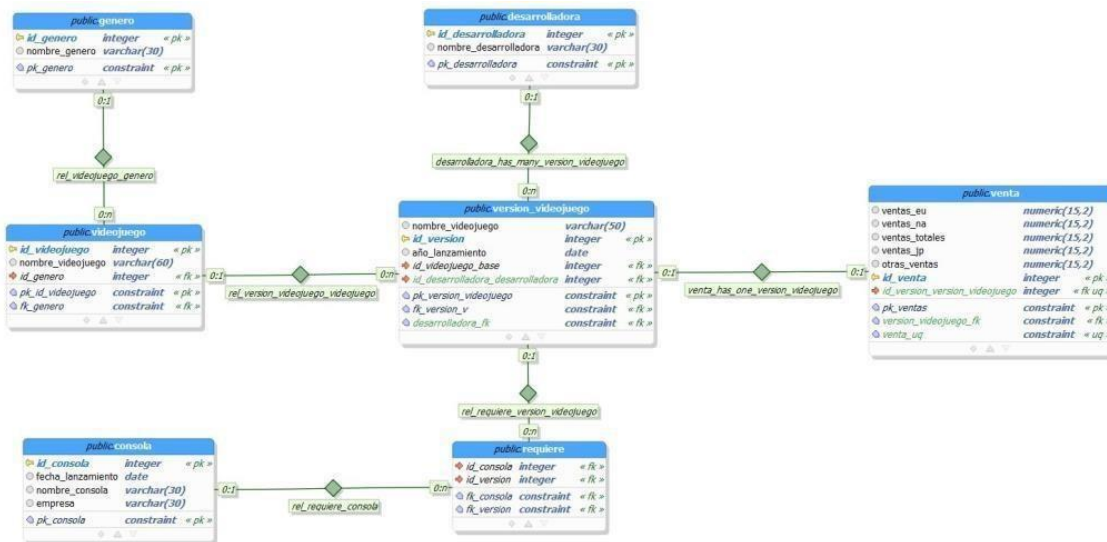 public.genero
id_genero integer « pk »
nombre_genero varchar(30)
pk_genero constraint « pk »
public.desarrolladora
id_desarrolladora integer « pk »
nombre_desarrolladora varchar(30)
pk_desarrolladora constraint « pk »
0:1
0:1
rel_videojuego_genero
desarrolladora_has_many_version_videojuego
0:n
0:n
public.videojuego
id_videojuego integer « pk »
nombre_videojuego varchar(60)
id_genero integer « fk »
pk_id_videojuego constraint « pk »
fk_genero constraint « fk »
0:1
rel_version_videojuego_videojuego
0:n
public.version_videojuego
nombre_videojuego varchar(50)
id_version integer « pk »
año_lanzamiento date
id_videojuego_base integer « fk »
id_desarrolladora_desarrolladora integer « fk »
pk_version_videojuego constraint « pk »
fk_version_v constraint « fk »
desarrolladora_fk constraint « fk »
0:1
venta_has_one_version_videojuego
0:1
public.venta
ventas_eu numeric(15,2)
ventas_na numeric(15,2)
ventas_totales numeric(15,2)
ventas_jp numeric(15,2)
otras_ventas numeric(15,2)
id_venta integer « pk
id_version_version_videojuego integer « fk uq »
pk_ventas constraint « pk »
version_videojuego_fk constraint « fk »
venta_uq constraint « uq »
0:1
rel_requiere_version_videojuego
0:n
public.consola
id_consola integer « pk »
fecha_lanzamiento date
nombre_consola varchar(30)
empresa varchar(30)
pk_consola constraint « pk »
0:1
rel_requiere_consola
0:n
public.requiere
id_consola integer « fk »
id_version integer « fk »
fk_consola constraint « fk »
fk_version constraint « fk »